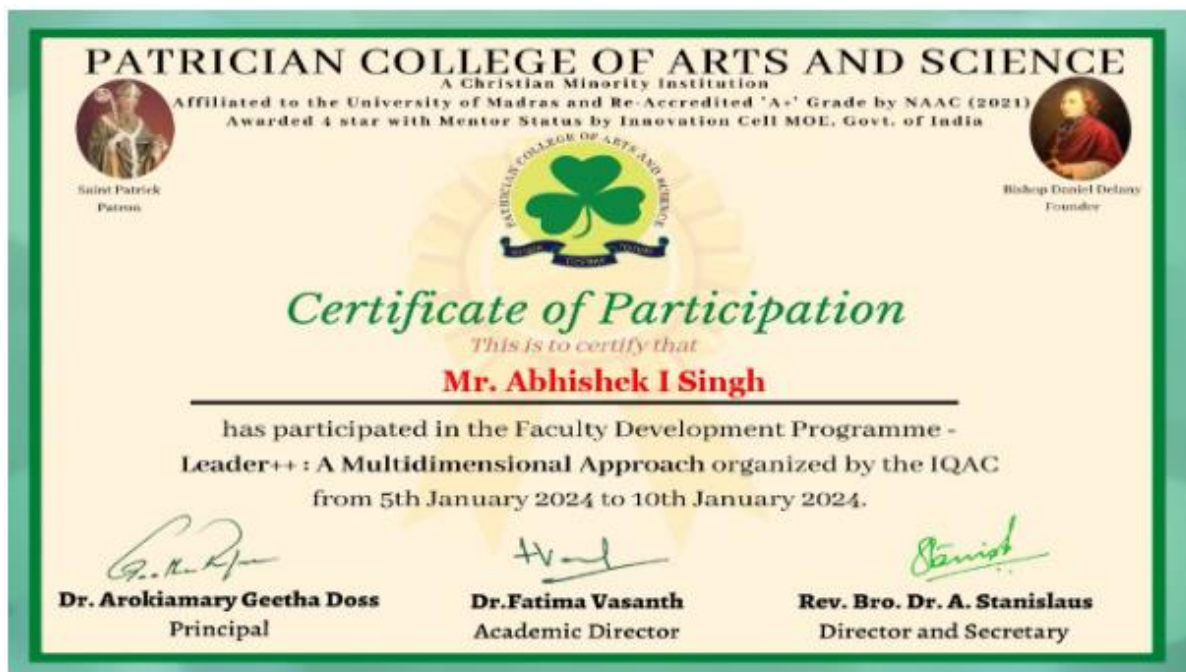 PATRICIAN COLLEGE OF ARTS AND SCIENCE
A Christian Minority Institution
Affiliated to the University of Madras and Re-Accredited 'A+' Grade by NAAC (2021)
Awarded 4 star with Mentor Status by Innovation Cell MOE, Govt. of India
Saint Patrick
Patron
PATRICIAN COLLEGE OF ARTS AND SCIENCE
Bishop Daniel Delany
Founder
Certificate of Participation
This is to certify that
Mr. Abhishek I Singh
has participated in the Faculty Development Programme -
Leader++ : A Multidimensional Approach organized by the IQAC
from 5th January 2024 to 10th January 2024.
Dr. Arokiamary Geetha Doss
Principal
Dr.Fatima Vasanth
Academic Director
Stanisl
Rev. Bro. Dr. A. Stanislaus
Director and Secretary